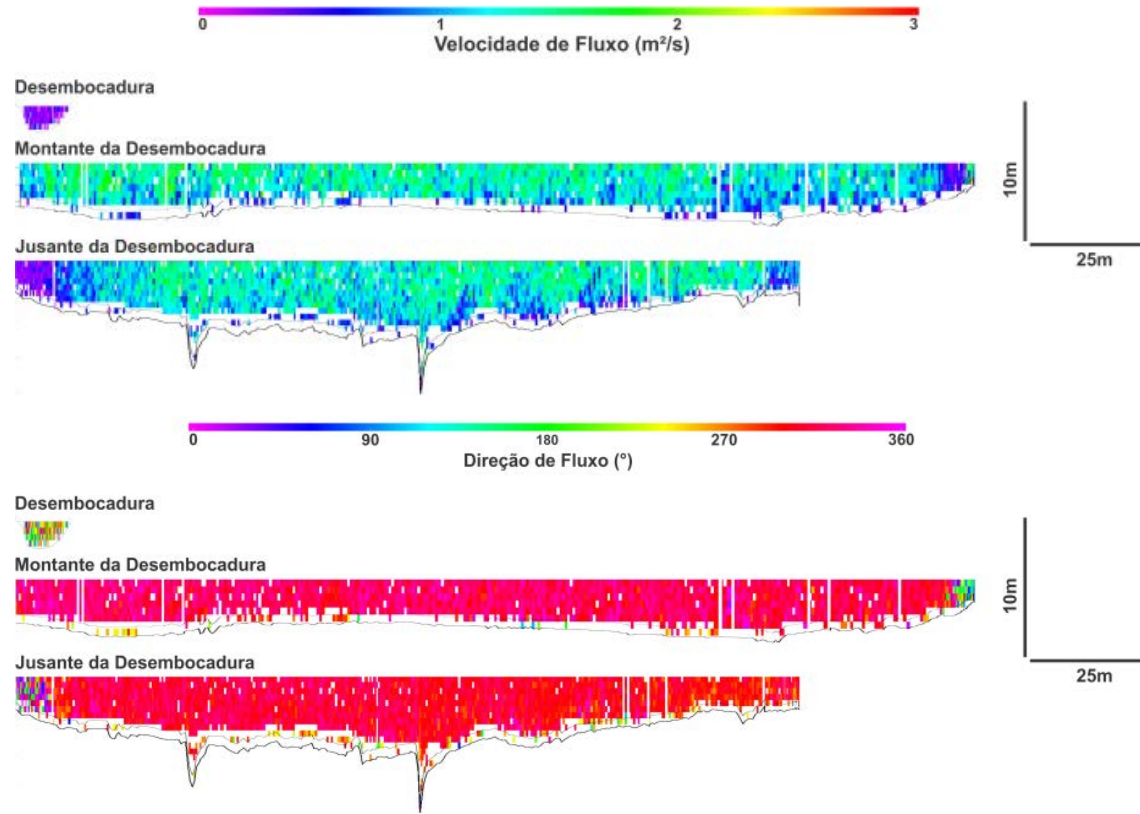 0 1 2 3
Velocidade de Fluxo (m²/s)
Desembocadura
Montante da Desembocadura
10m
Jusante da Desembocadura
25m
0 90 180 270 360
Direção de Fluxo (°)
Desembocadura
Montante da Desembocadura
10m
Jusante da Desembocadura
25m